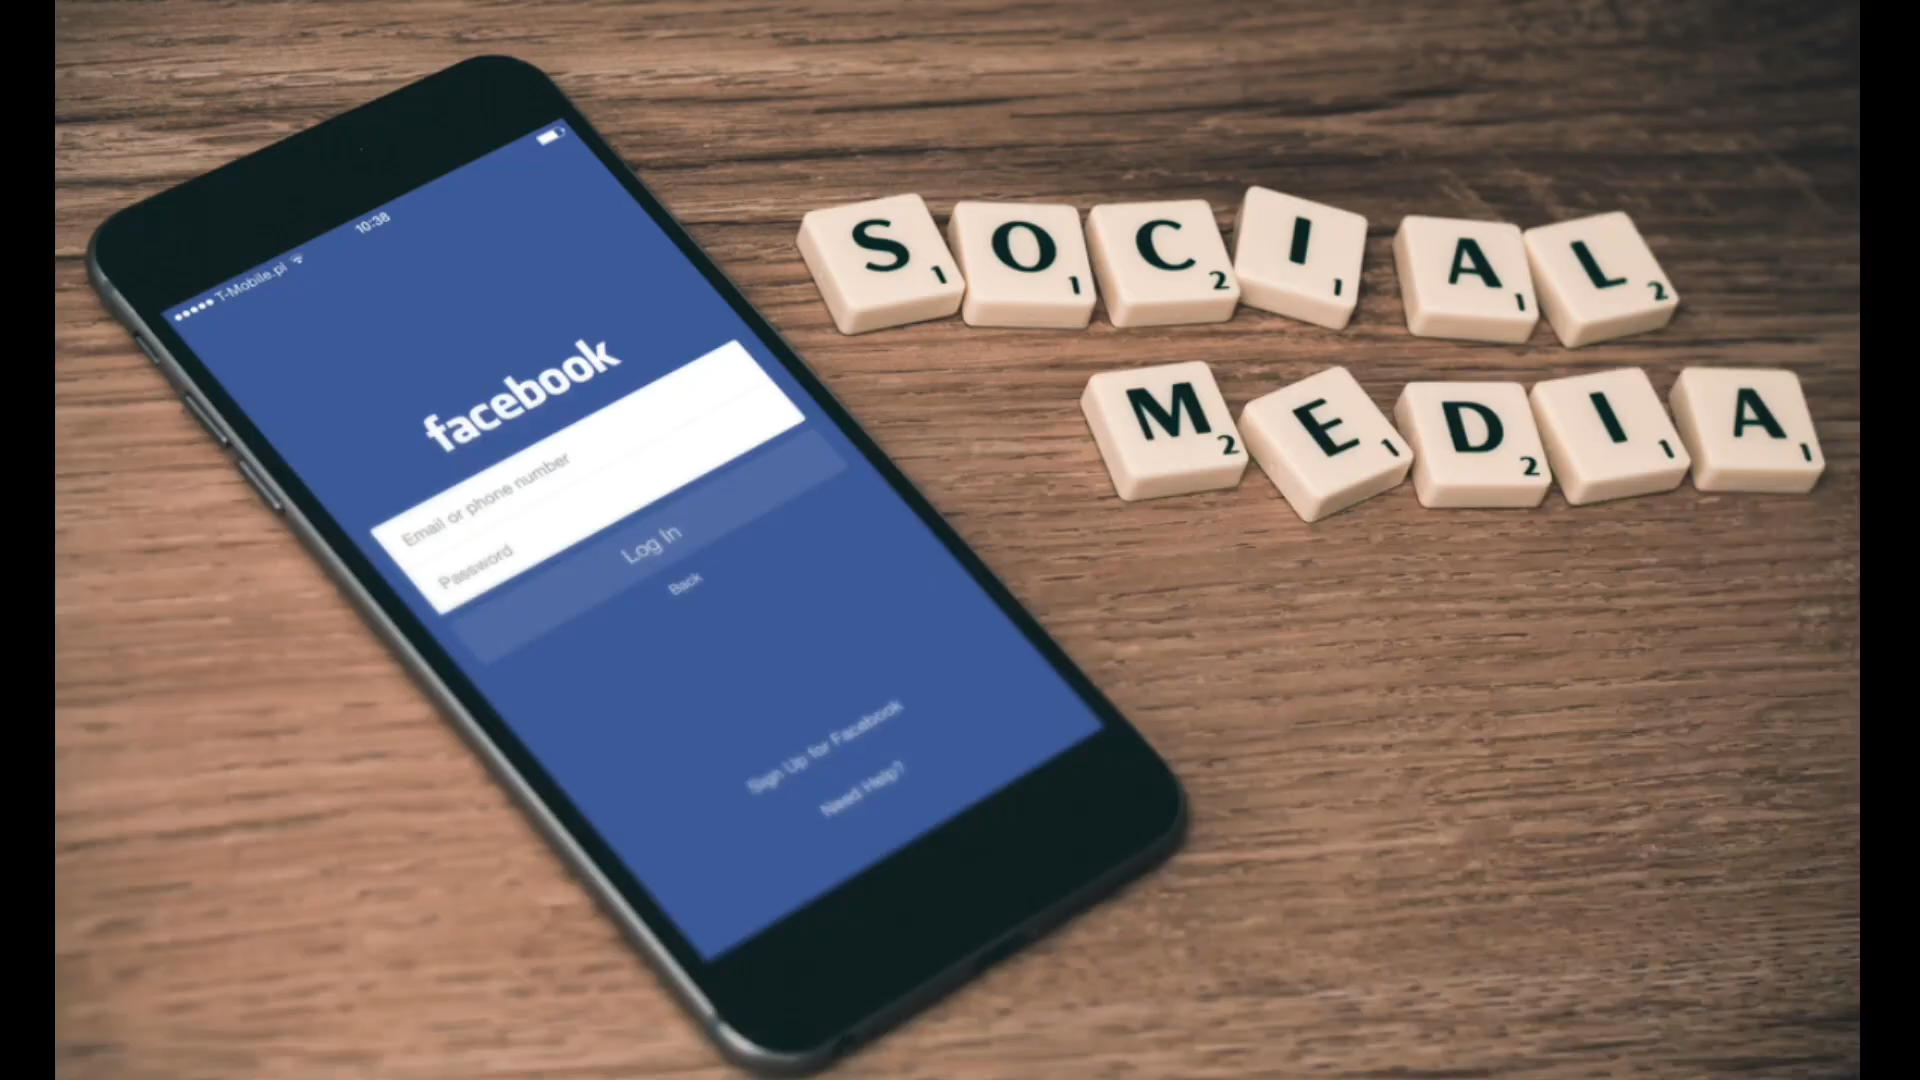 T-Mobile.pl
10:38
facebook
Email or phone number
Password
Log In
Back
Sign Up for Facebook
Need Help?
S1 O1 C2 I1 A1 L2
M2 E1 D2 I1 A1